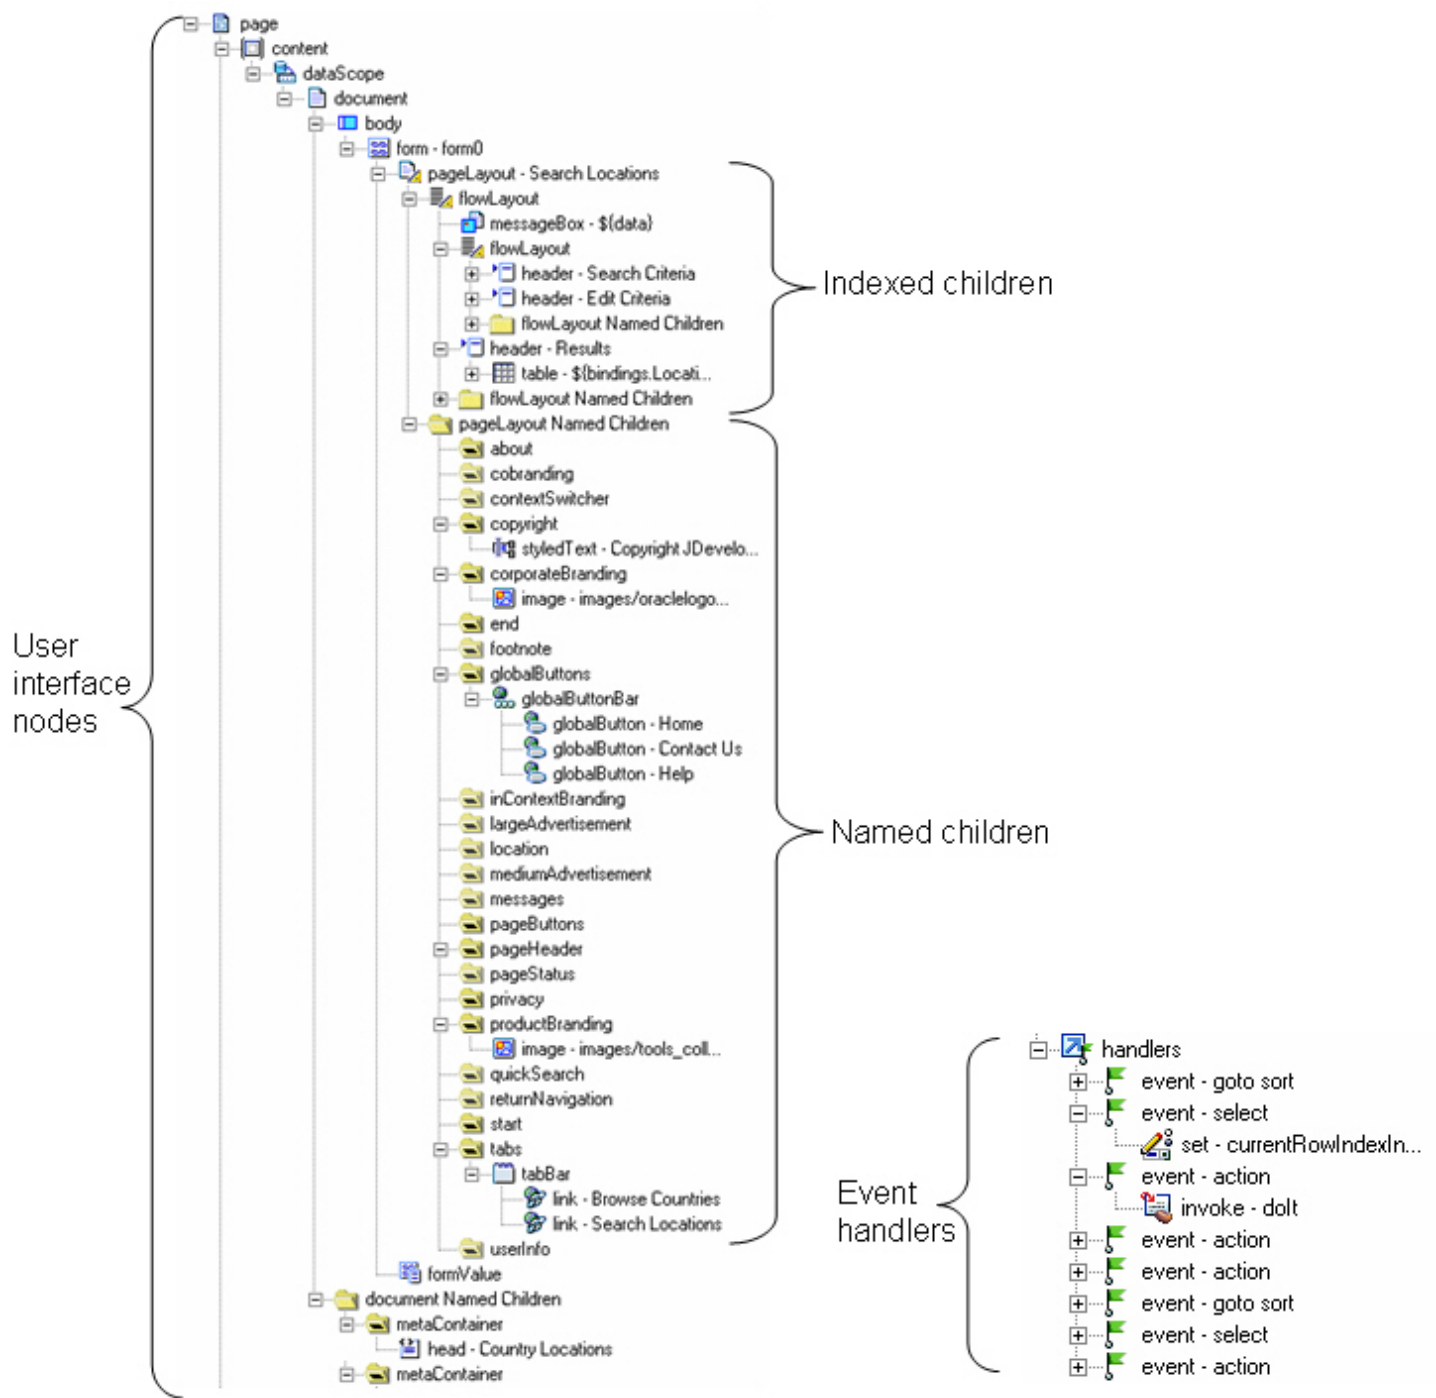 page
content
dataScope
document
body
form - form0
pageLayout - Search Locations
flowLayout
messageBox - ${data}
flowLayout
header - Search Criteria
header - Edit Criteria
flowLayout Named Children
header - Results
table - ${bindings.Locati...
flowLayout Named Children
pageLayout Named Children
about
cobranding
contextSwitcher
copyright
styledText - Copyright JDevelo...
corporateBranding
image - images/oraclelogo...
end
footnote
globalButtons
globalButtonBar
globalButton - Home
globalButton - Contact Us
globalButton - Help
inContextBranding
largeAdvertisement
location
mediumAdvertisement
messages
pageButtons
pageHeader
pageStatus
privacy
productBranding
image - images/tools_coll...
quickSearch
returnNavigation
start
tabs
tabBar
link - Browse Countries
link - Search Locations
userInfo
formValue
document Named Children
metaContainer
head - Country Locations
metaContainer
User
interface
nodes
Indexed children
Named children
Event
handlers
handlers
event - goto sort
event - select
set - currentRowIndexIn...
event - action
invoke - doIt
event - action
event - action
event - goto sort
event - select
event - action